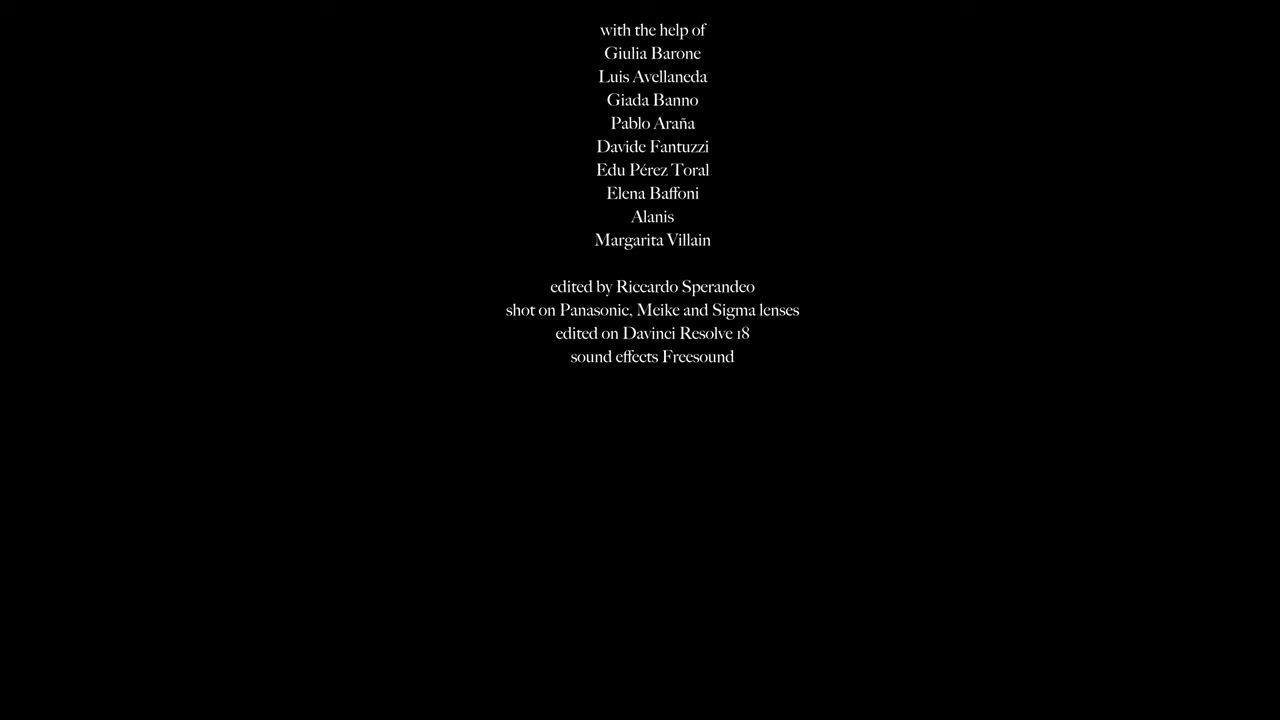 with the help of
Giulia Barone
Luis Avellaneda
Giada Banno
Pablo Araña
Davide Fantuzzi
Edu Pérez Toral
Elena Baffoni
Alanis
Margarita Villain
edited by Riccardo Sperandeo
shot on Panasonic, Meike and Sigma lenses
edited on Davinci Resolve 18
sound effects Freesound